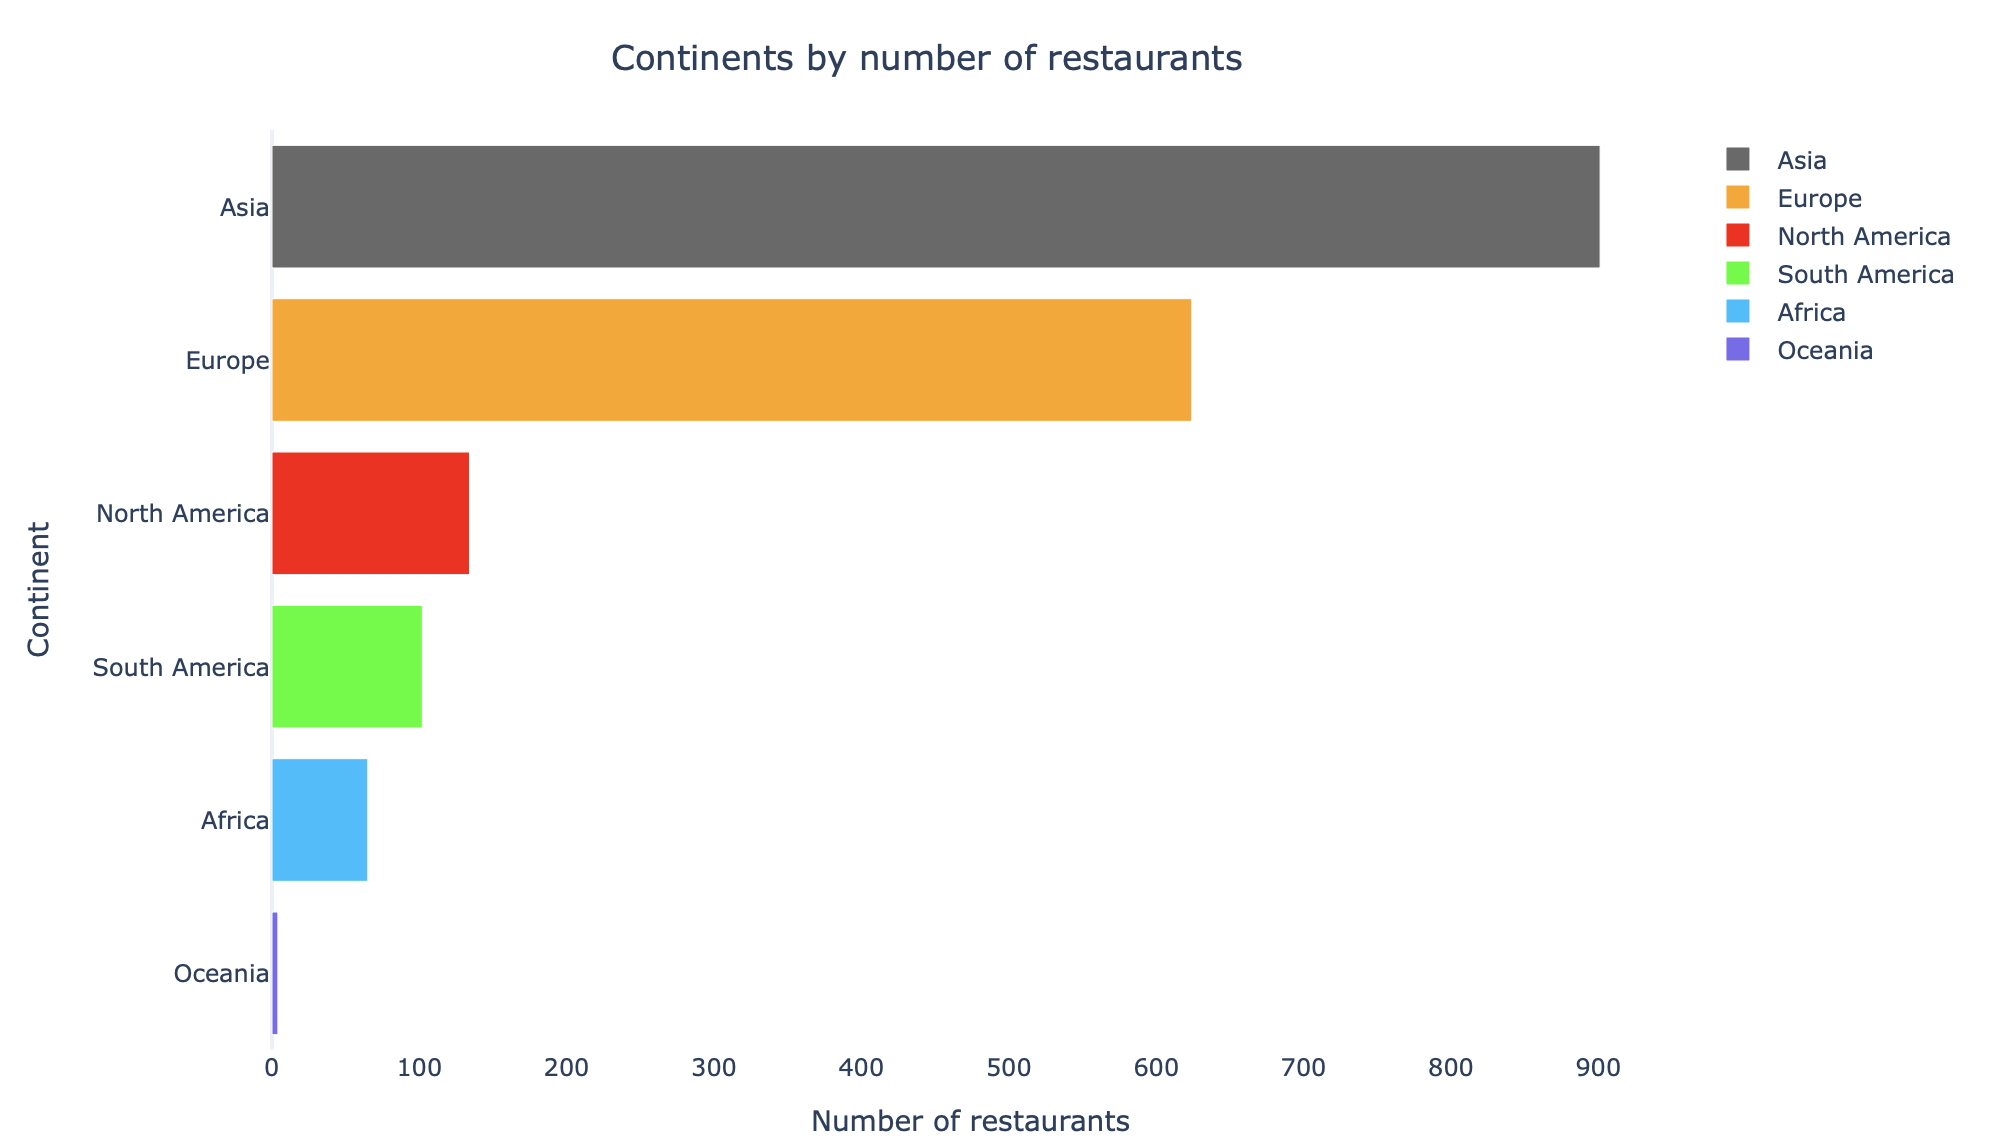 Continents by number of restaurants
Asia
Europe
North America
South America
Africa
Oceania
Continent
Asia
Europe
North America
South America
Africa
Oceania
0 100 200 300 400 500 600 700 800 900
Number of restaurants